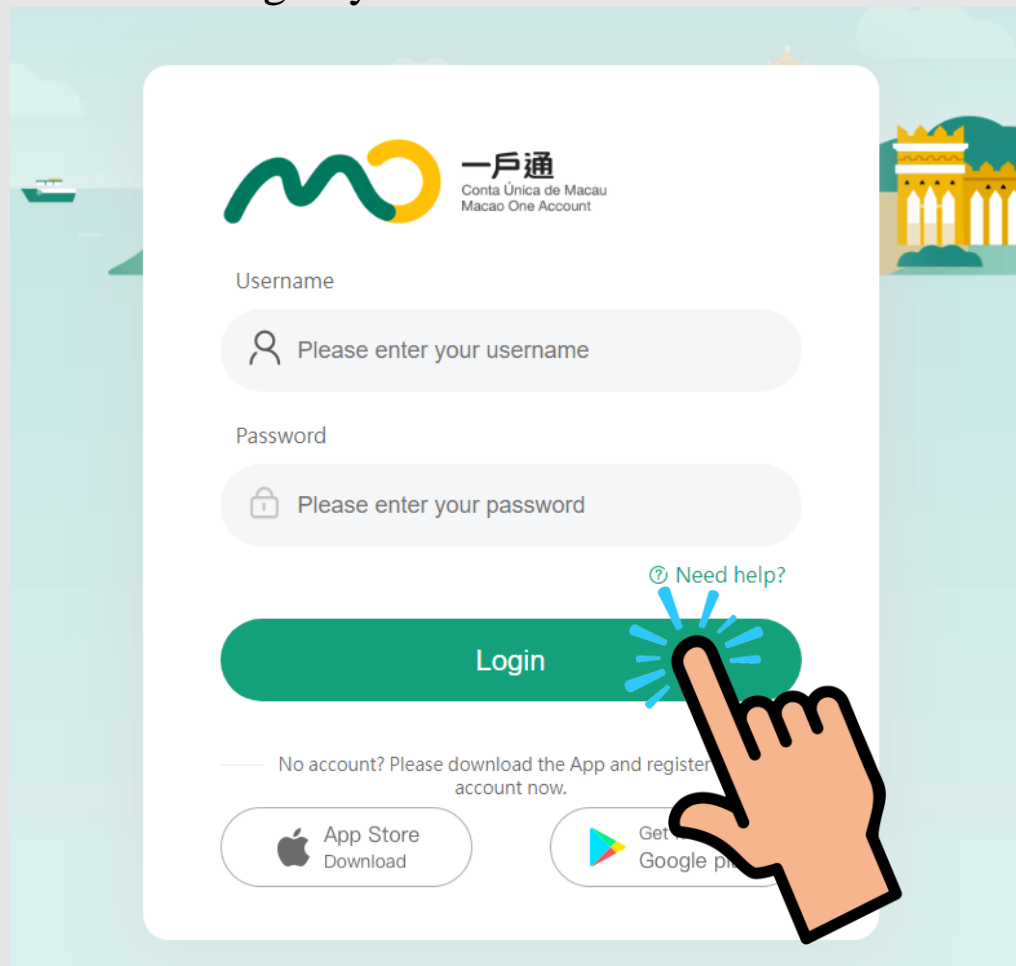 一戶通
Conta Única de Macau
Macao One Account
Username
Please enter your username
Password
Please enter your password
Need help?
Login
No account? Please download the App and register
account now.
App Store
Download
Get
Google